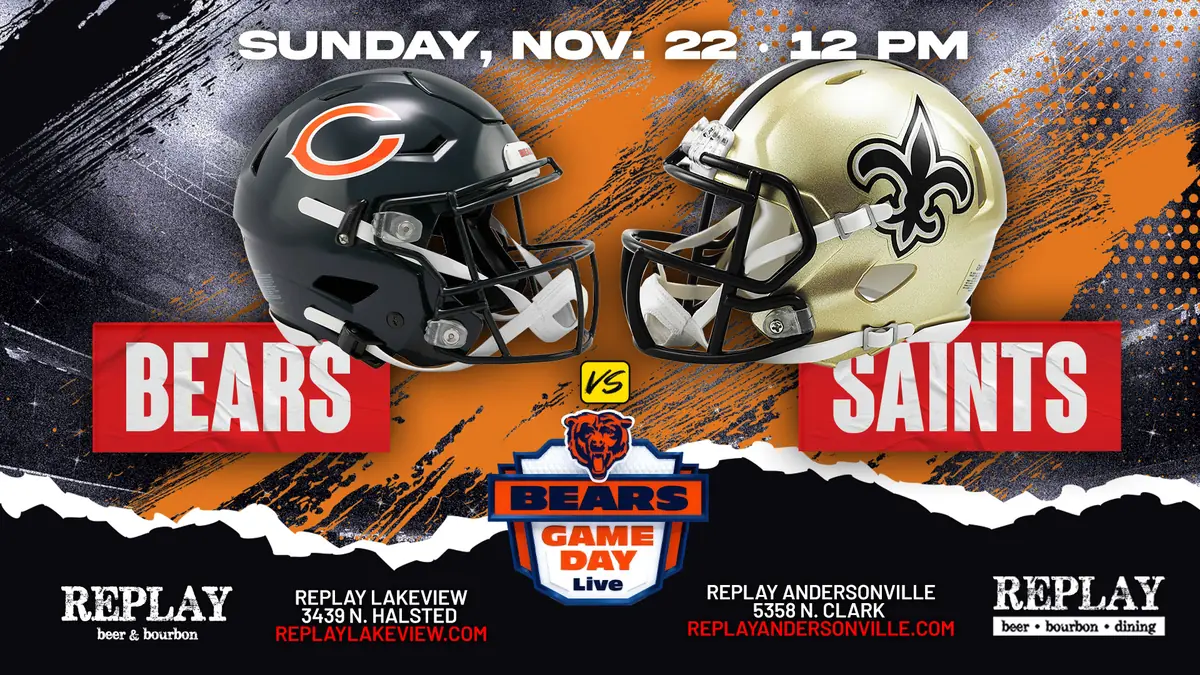 SUNDAY, NOV. 22 · 12 PM
BEARS
VS
SAINTS
BEARS
GAME
DAY
Live
REPLAY
beer & bourbon
REPLAY LAKEVIEW
3439 N. HALSTED
REPLAYLAKEVIEW.COM
REPLAY ANDERSONVILLE
5358 N. CLARK
REPLAYANDERSONVILLE.COM
REPLAY
beer • bourbon • dining